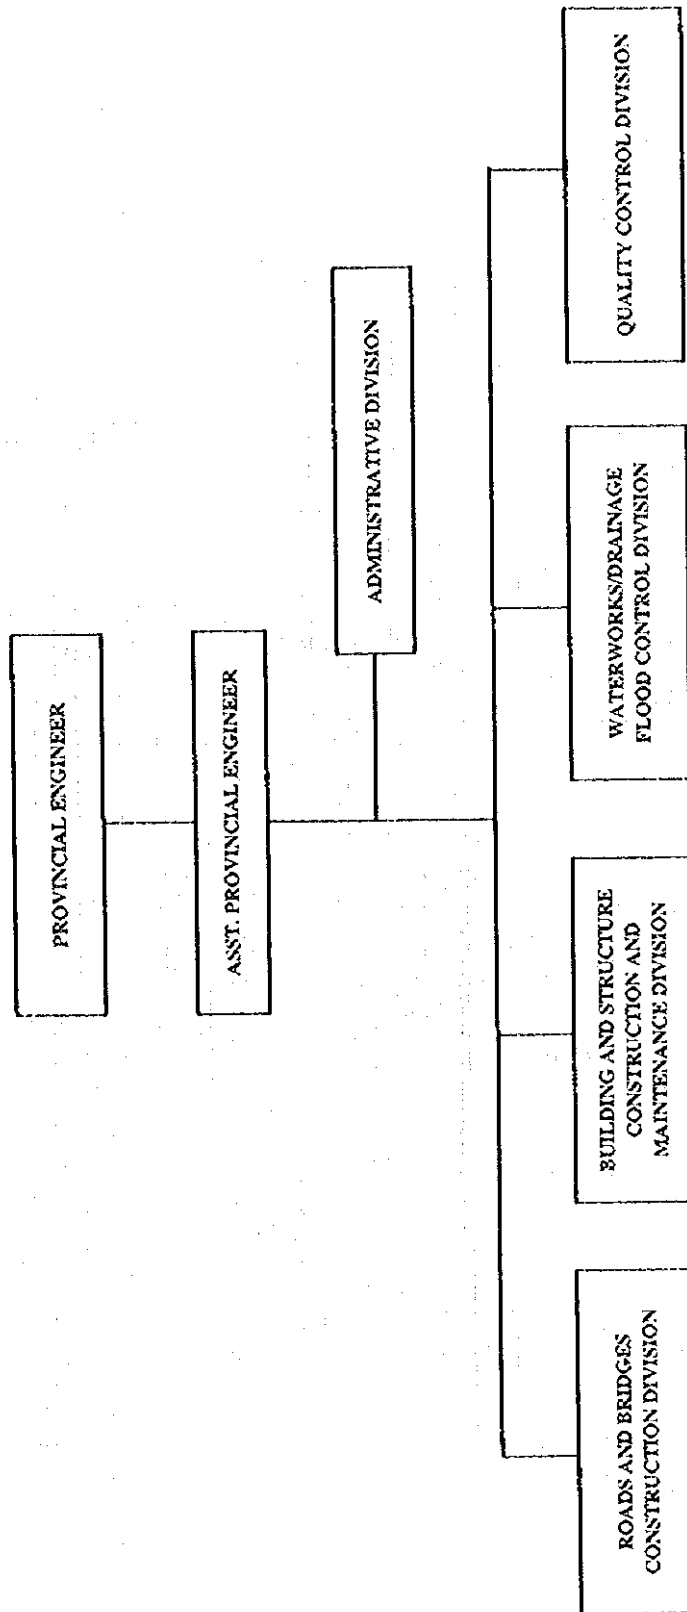 PROVINCIAL ENGINEER
ASST. PROVINCIAL ENGINEER
ADMINISTRATIVE DIVISION
ROADS AND BRIDGES
CONSTRUCTION DIVISION
BUILDING AND STRUCTURE
CONSTRUCTION AND
MAINTENANCE DIVISION
WATERWORKS/DRAINAGE
FLOOD CONTROL DIVISION
QUALITY CONTROL DIVISION